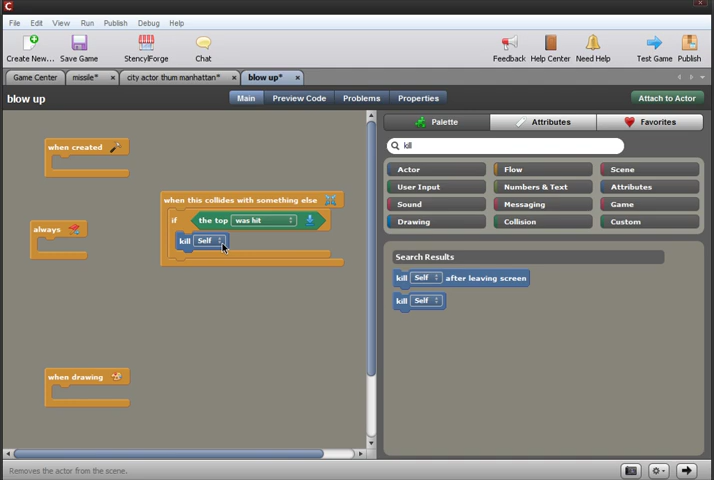 File Edit View Run Publish Debug Help
Create New... Save Game StencylForge Chat Feedback Help Center Need Help Test Game Publish
Game Center missile* × city actor thum manhattan* × blow up* ×
blow up Main Preview Code Problems Properties Attach to Actor
Palette Attributes Favorites
kill
when created
always
when drawing
when this collides with something else
if the top was hit
kill Self
Actor Flow Scene
User Input Numbers & Text Attributes
Sound Messaging Game
Drawing Collision Custom
Search Results
kill Self after leaving screen
kill Self
Removes the actor from the scene.